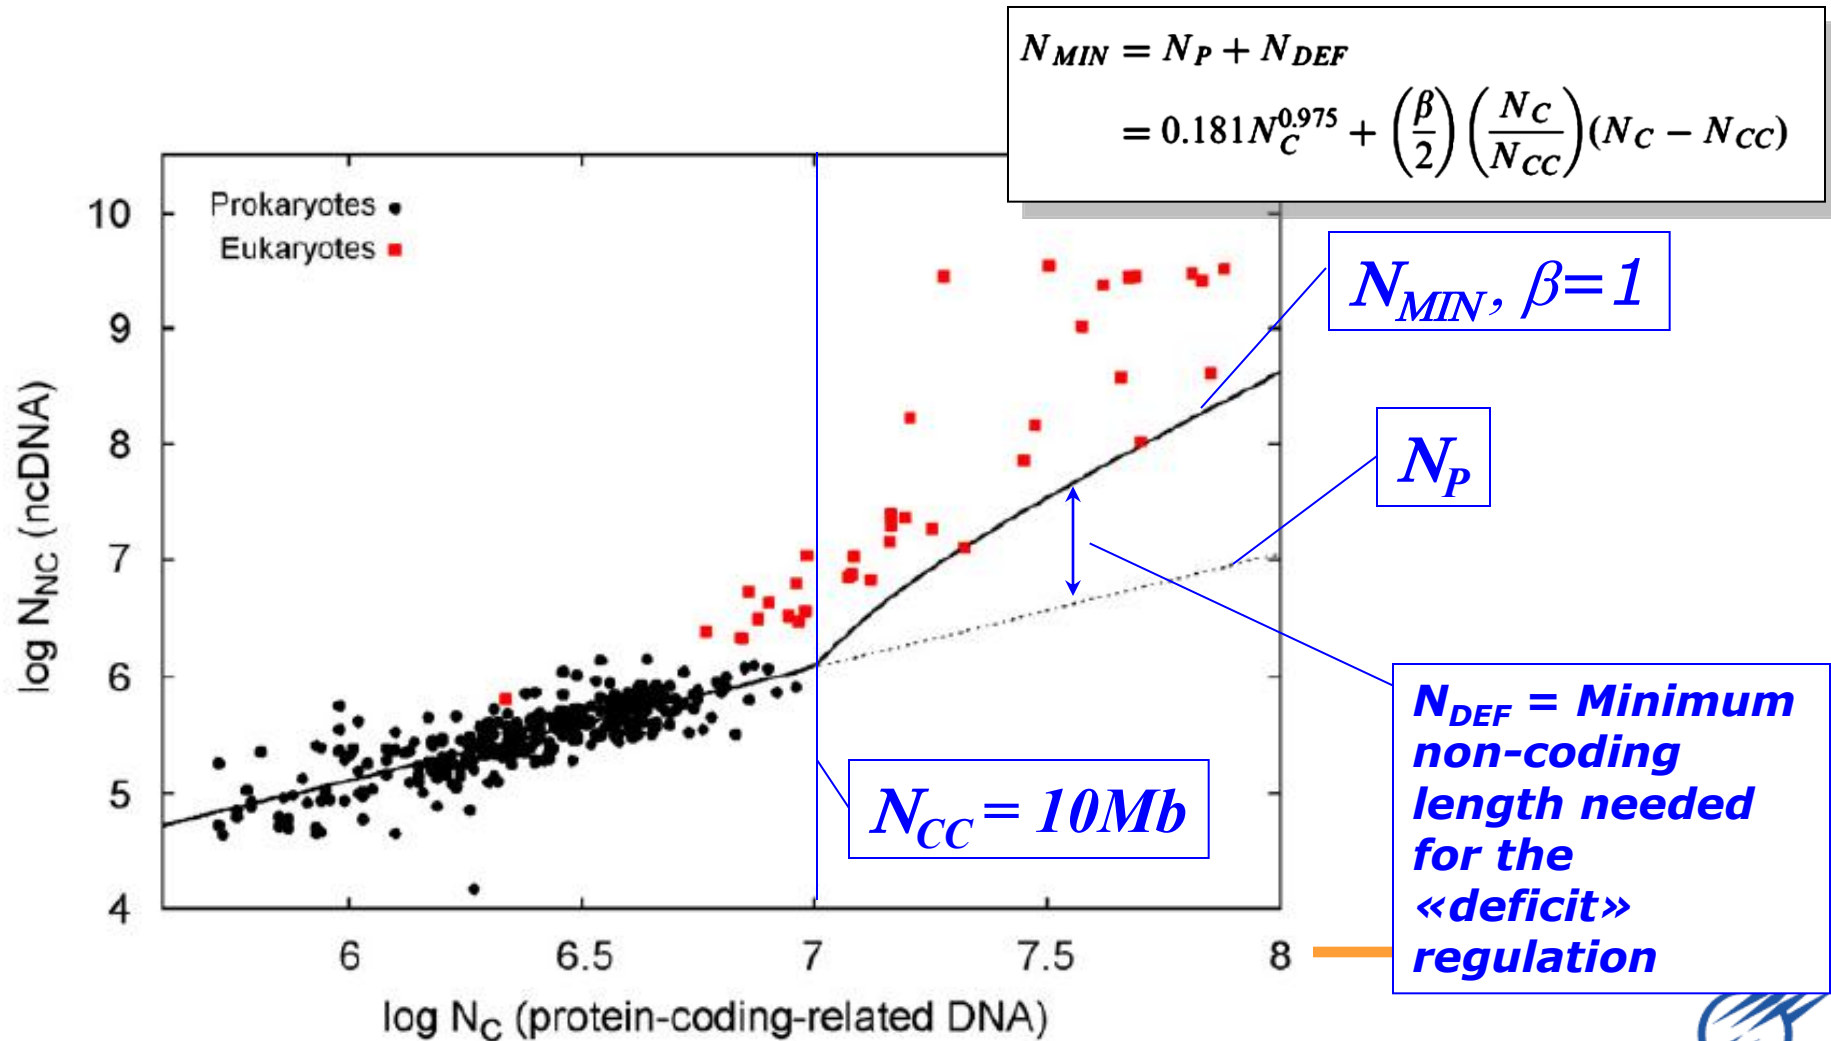 N_MIN = N_P + N_DEF
= 0.181N_C^0.975 + (β/2) (N_C/N_CC) (N_C − N_CC)
Prokaryotes
Eukaryotes
10
9
8
7
6
5
4
log N_NC (ncDNA)
N_MIN, β=1
N_P
N_CC = 10Mb
N_DEF = Minimum
non-coding
length needed
for the
«deficit»
regulation
6 6.5 7 7.5 8
log N_C (protein-coding-related DNA)